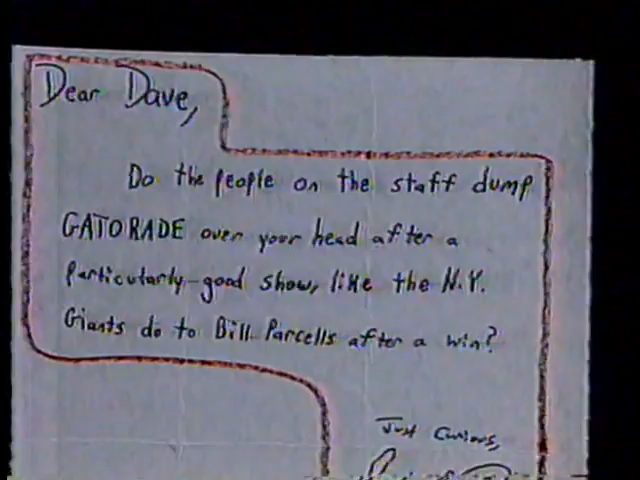 Dear Dave,
Do the people on the staff dump
GATORADE over your head after a
particularly-good show, like the N.Y.
Giants do to Bill Parcells after a win?
Just Curious,